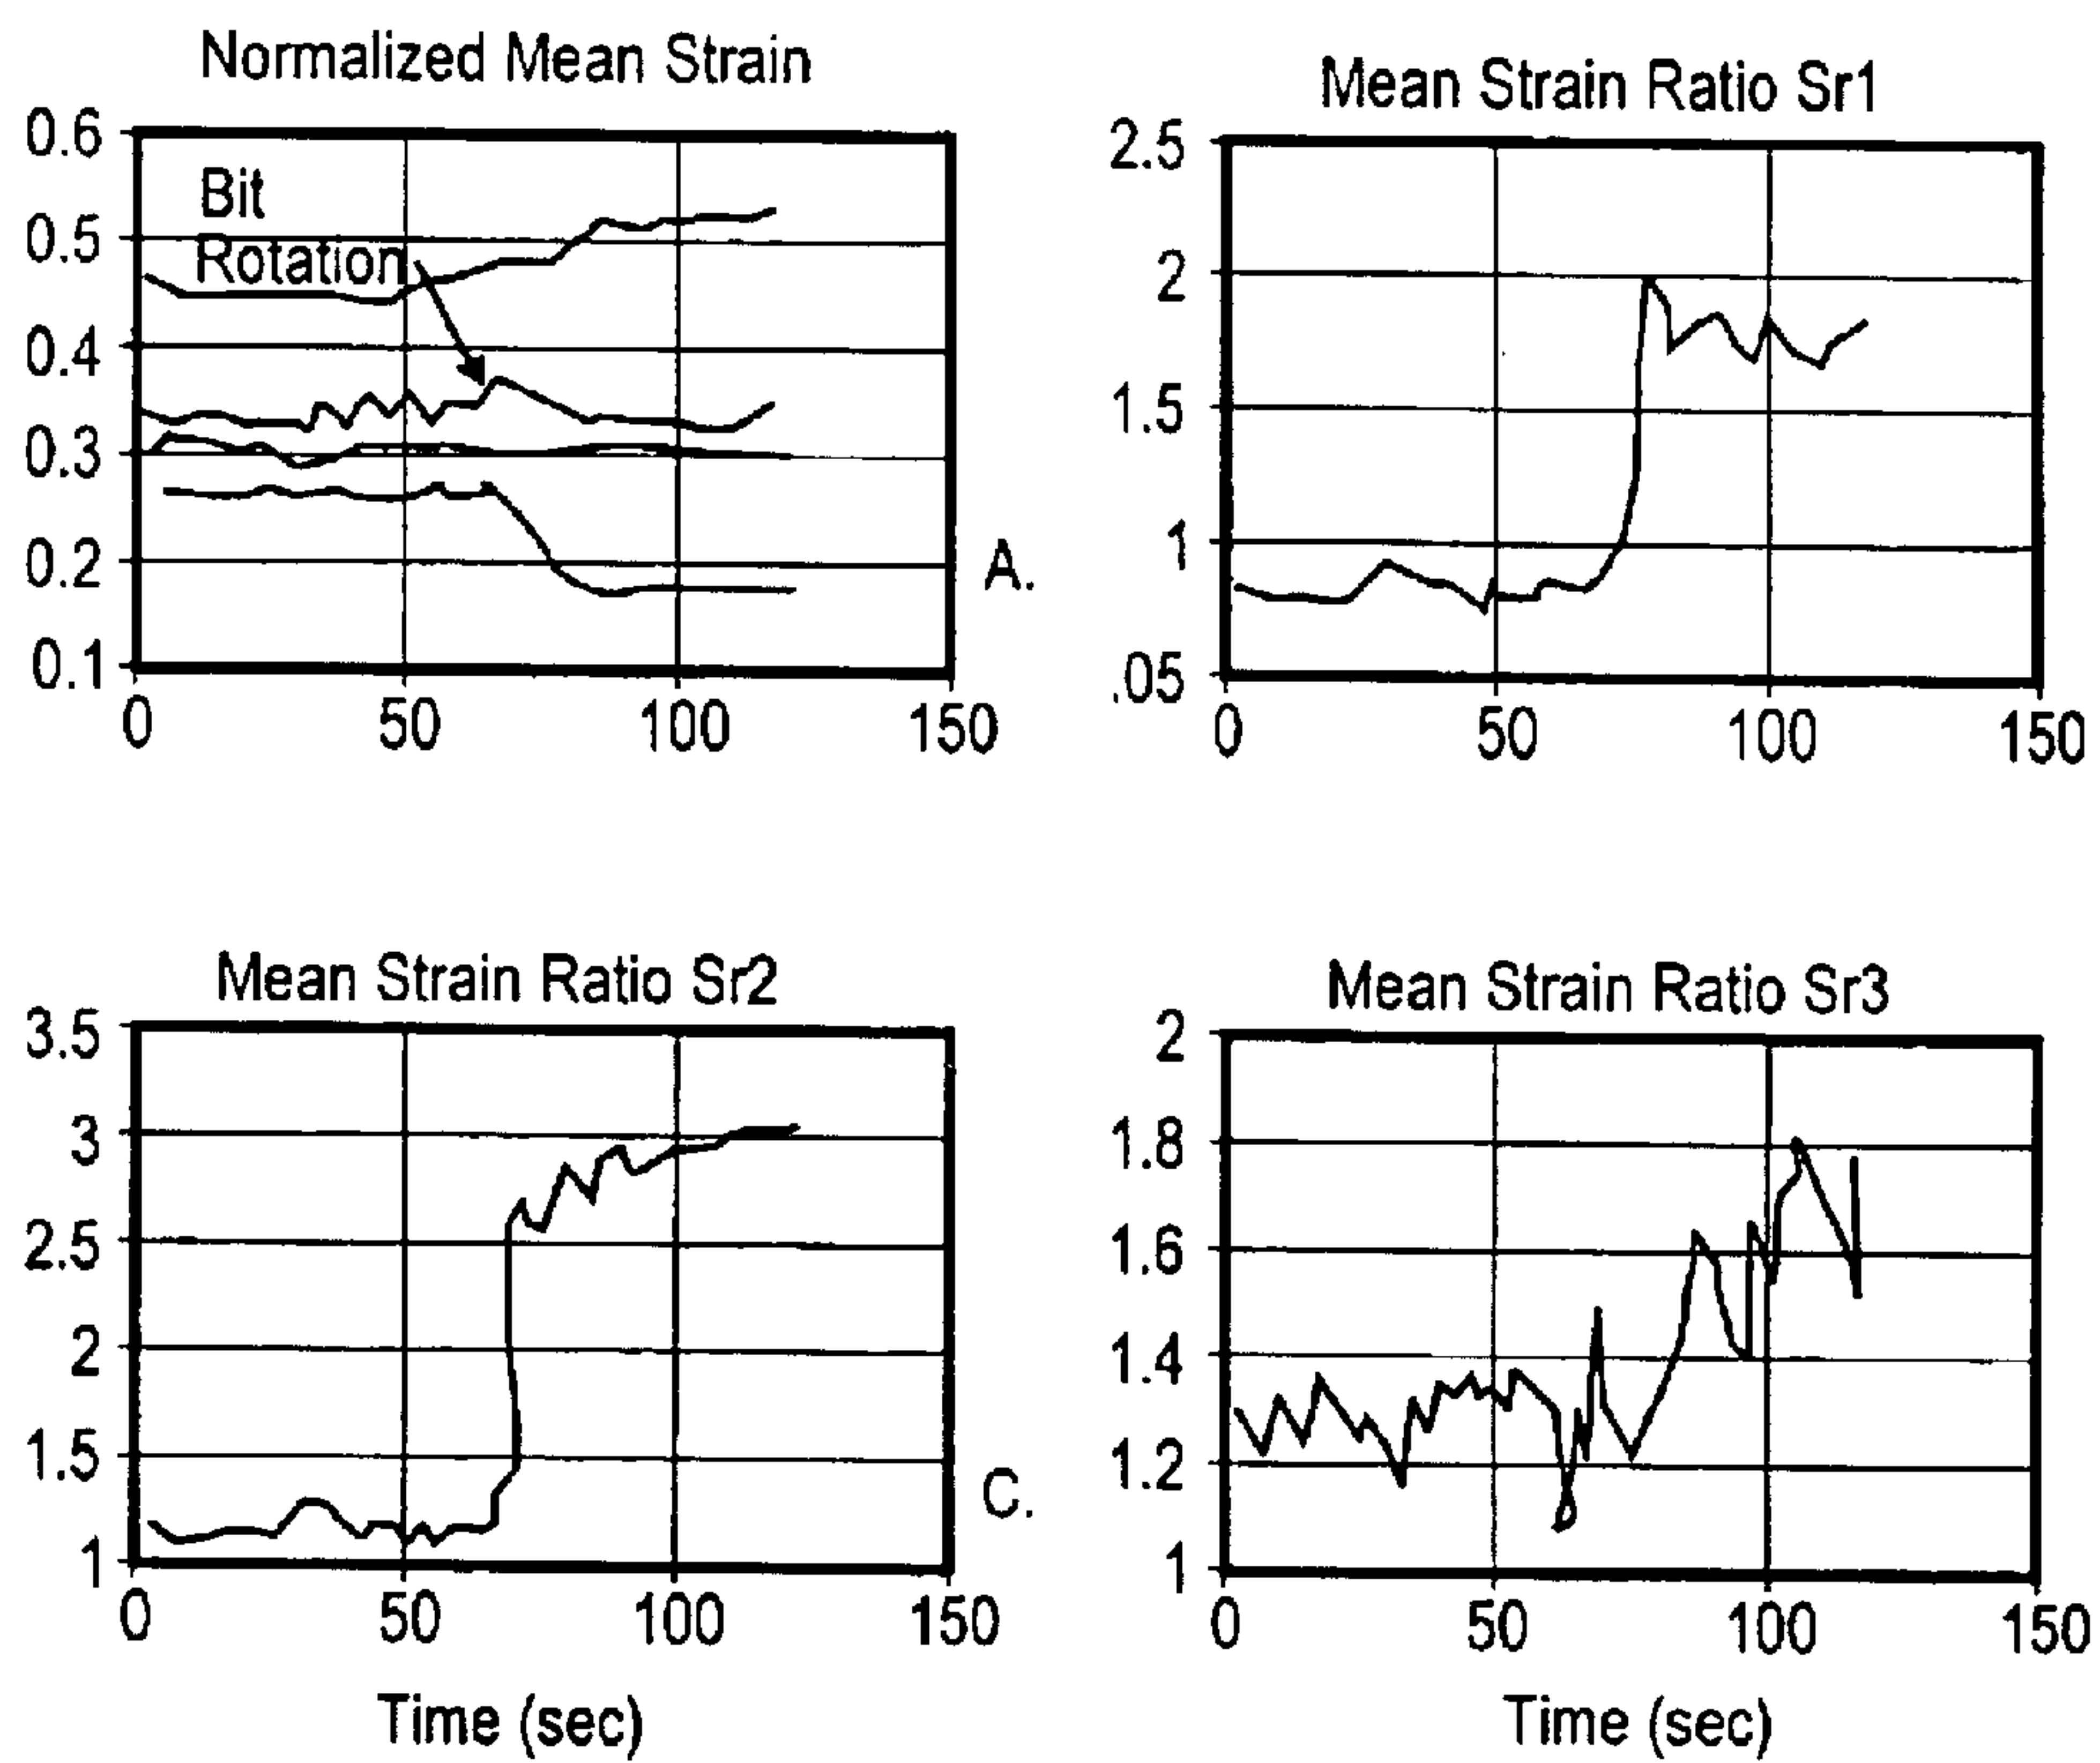 Normalized Mean Strain
0.6
0.5
0.4
0.3
0.2
0.1
Bit
Rotation
0 50 100 150
A.
Mean Strain Ratio Sr1
2.5
2
1.5
1
.05
0 50 100 150
Mean Strain Ratio Sr2
3.5
3
2.5
2
1.5
1
0 50 100 150
Time (sec)
C.
Mean Strain Ratio Sr3
2
1.8
1.6
1.4
1.2
1
0 50 100 150
Time (sec)